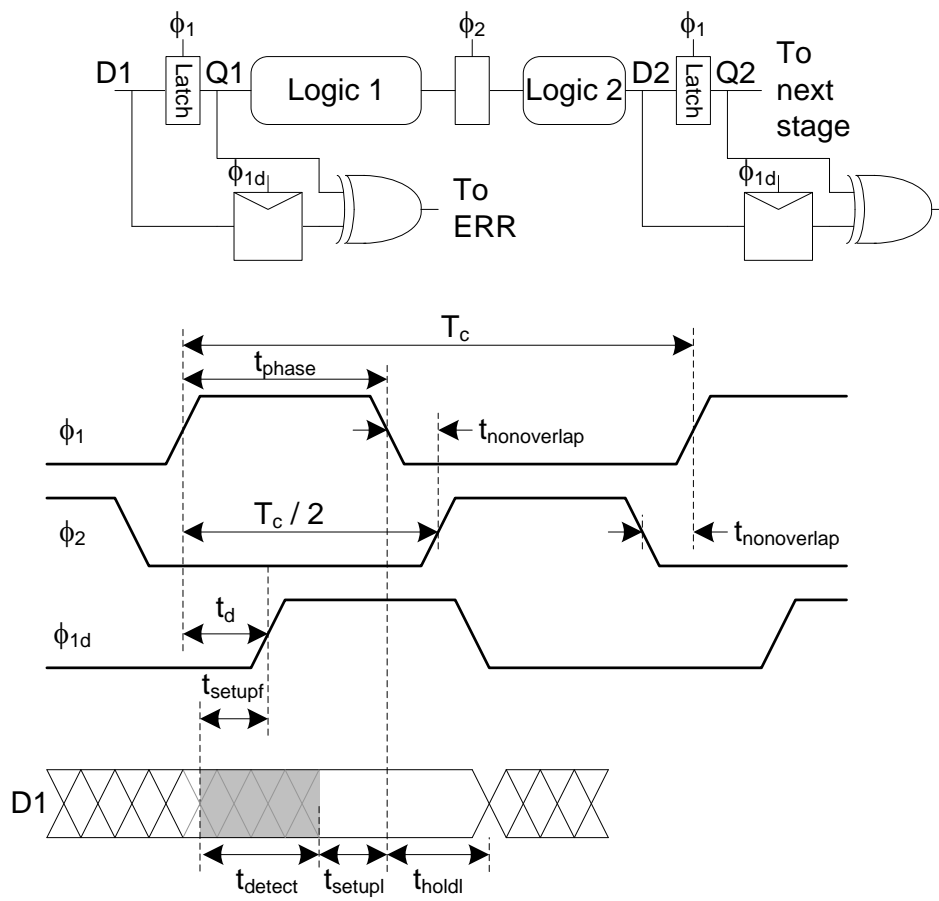 ϕ1
ϕ2
ϕ1
D1
Latch
Q1
Logic 1
Logic 2
D2
Latch
Q2
To
next
stage
ϕ1d
To
ERR
ϕ1d
Tc
tphase
ϕ1
tnonoverlap
ϕ2
Tc / 2
tnonoverlap
td
ϕ1d
tsetupf
D1
tdetect
tsetupl
tholdl